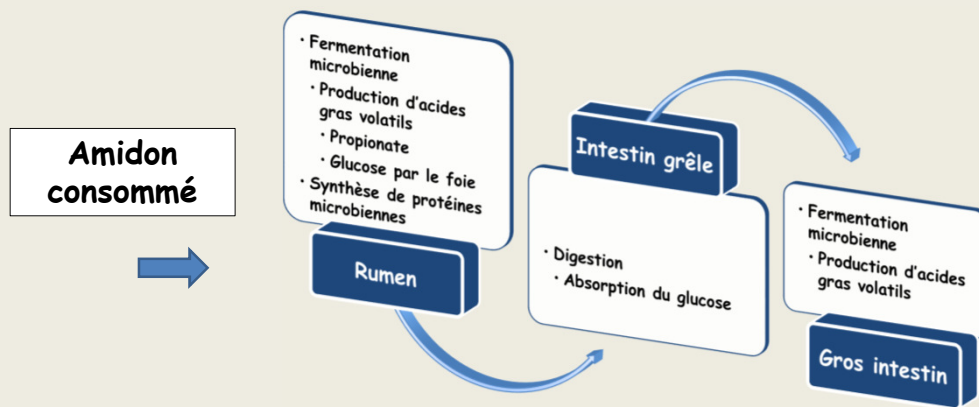 Amidon
consommé
· Fermentation
microbienne
· Production d'acides
gras volatils
· Propionate
· Glucose par le foie
· Synthèse de protéines
microbiennes
Rumen
Intestin grêle
· Digestion
· Absorption du glucose
· Fermentation
microbienne
· Production d'acides
gras volatils
Gros intestin